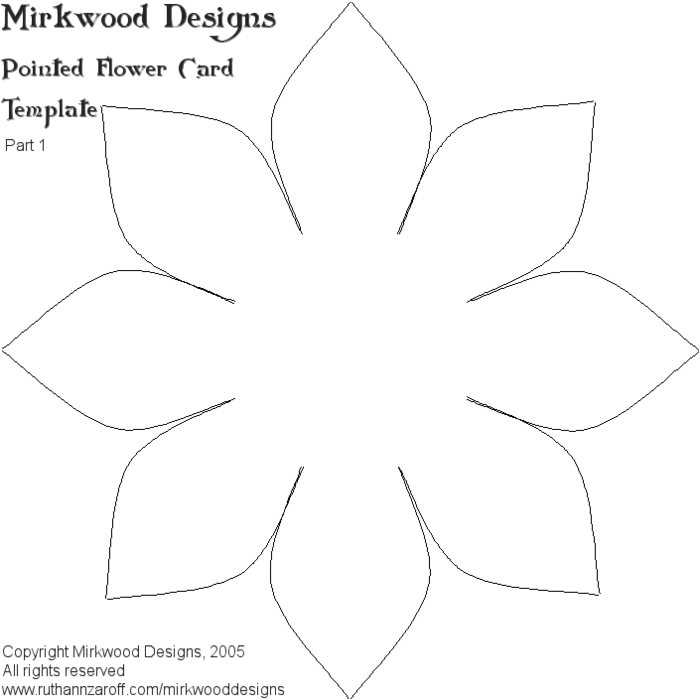 Mirkwood Designs
Pointed Flower Card
Template
Part 1
Copyright Mirkwood Designs, 2005
All rights reserved
www.ruthannzaroff.com/mirkwooddesigns